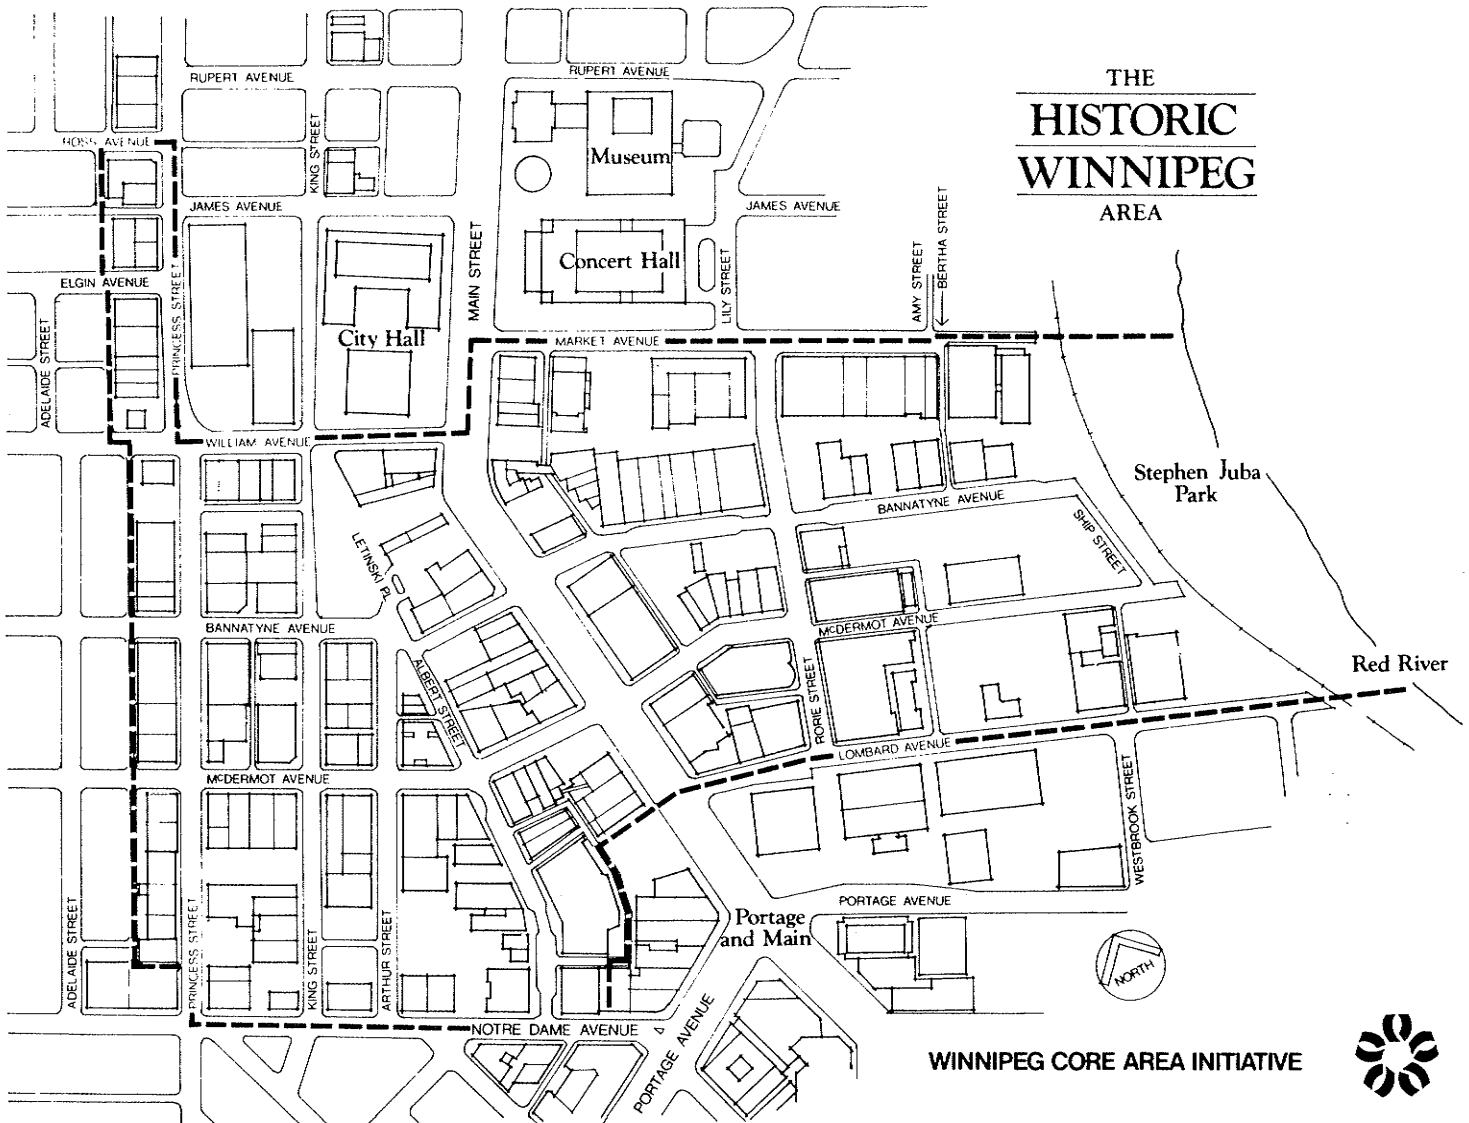 THE
HISTORIC
WINNIPEG
AREA
RUPERT AVENUE
RUPERT AVENUE
ROSS AVENUE
KING STREET
Museum
JAMES AVENUE
JAMES AVENUE
MAIN STREET
Concert Hall
LILY STREET
AMY STREET
BERTHA STREET
ELGIN AVENUE
PRINCESS STREET
ADELAIDE STREET
City Hall
MARKET AVENUE
WILLIAM AVENUE
Stephen Juba
Park
BANNATYNE AVENUE
SHIP STREET
LETINSKI PL
BANNATYNE AVENUE
McDERMOT AVENUE
ALBERT STREET
RORIE STREET
Red River
LOMBARD AVENUE
McDERMOT AVENUE
WESTBROOK STREET
PORTAGE AVENUE
Portage
and Main
ADELAIDE STREET
PRINCESS STREET
KING STREET
ARTHUR STREET
NORTH
NOTRE DAME AVENUE
PORTAGE AVENUE
WINNIPEG CORE AREA INITIATIVE